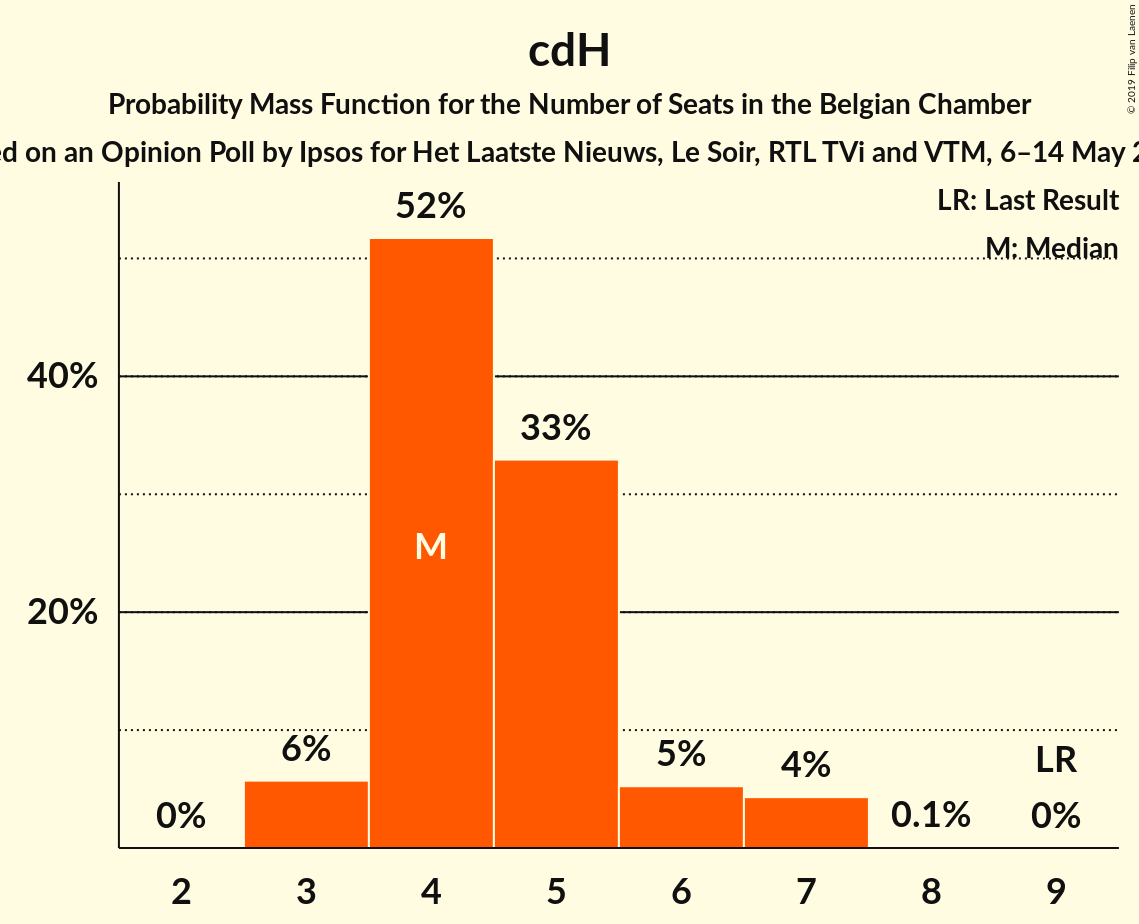 cdH
Probability Mass Function for the Number of Seats in the Belgian Chamber
on an Opinion Poll by Ipsos for Het Laatste Nieuws, Le Soir, RTL TVi and VTM, 6–14 May
© 2019 Filip van Laenen
LR: Last Result
M: Median
52%
40%
33%
M
20%
6%
5%
4%
LR
0%
0.1%
0%
2 3 4 5 6 7 8 9